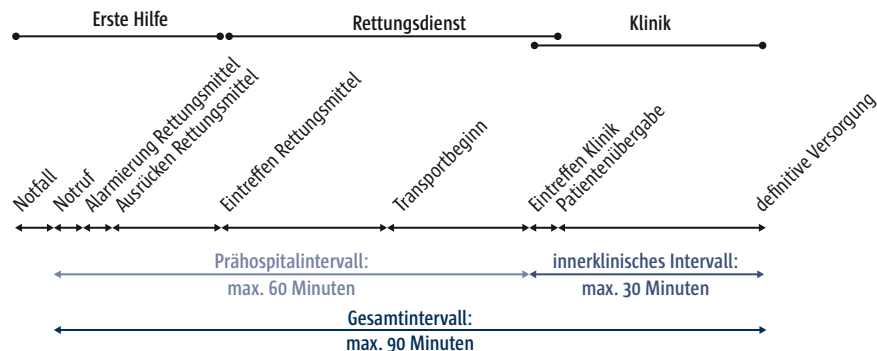 Erste Hilfe
Rettungsdienst
Klinik
Notfall
Notruf
Alarmierung Rettungsmittel
Ausrücken Rettungsmittel
Eintreffen Rettungsmittel
Transportbeginn
Eintreffen Klinik
Patientenübergabe
definitive Versorgung
Prähospitalintervall:
max. 60 Minuten
innerklinisches Intervall:
max. 30 Minuten
Gesamtintervall:
max. 90 Minuten